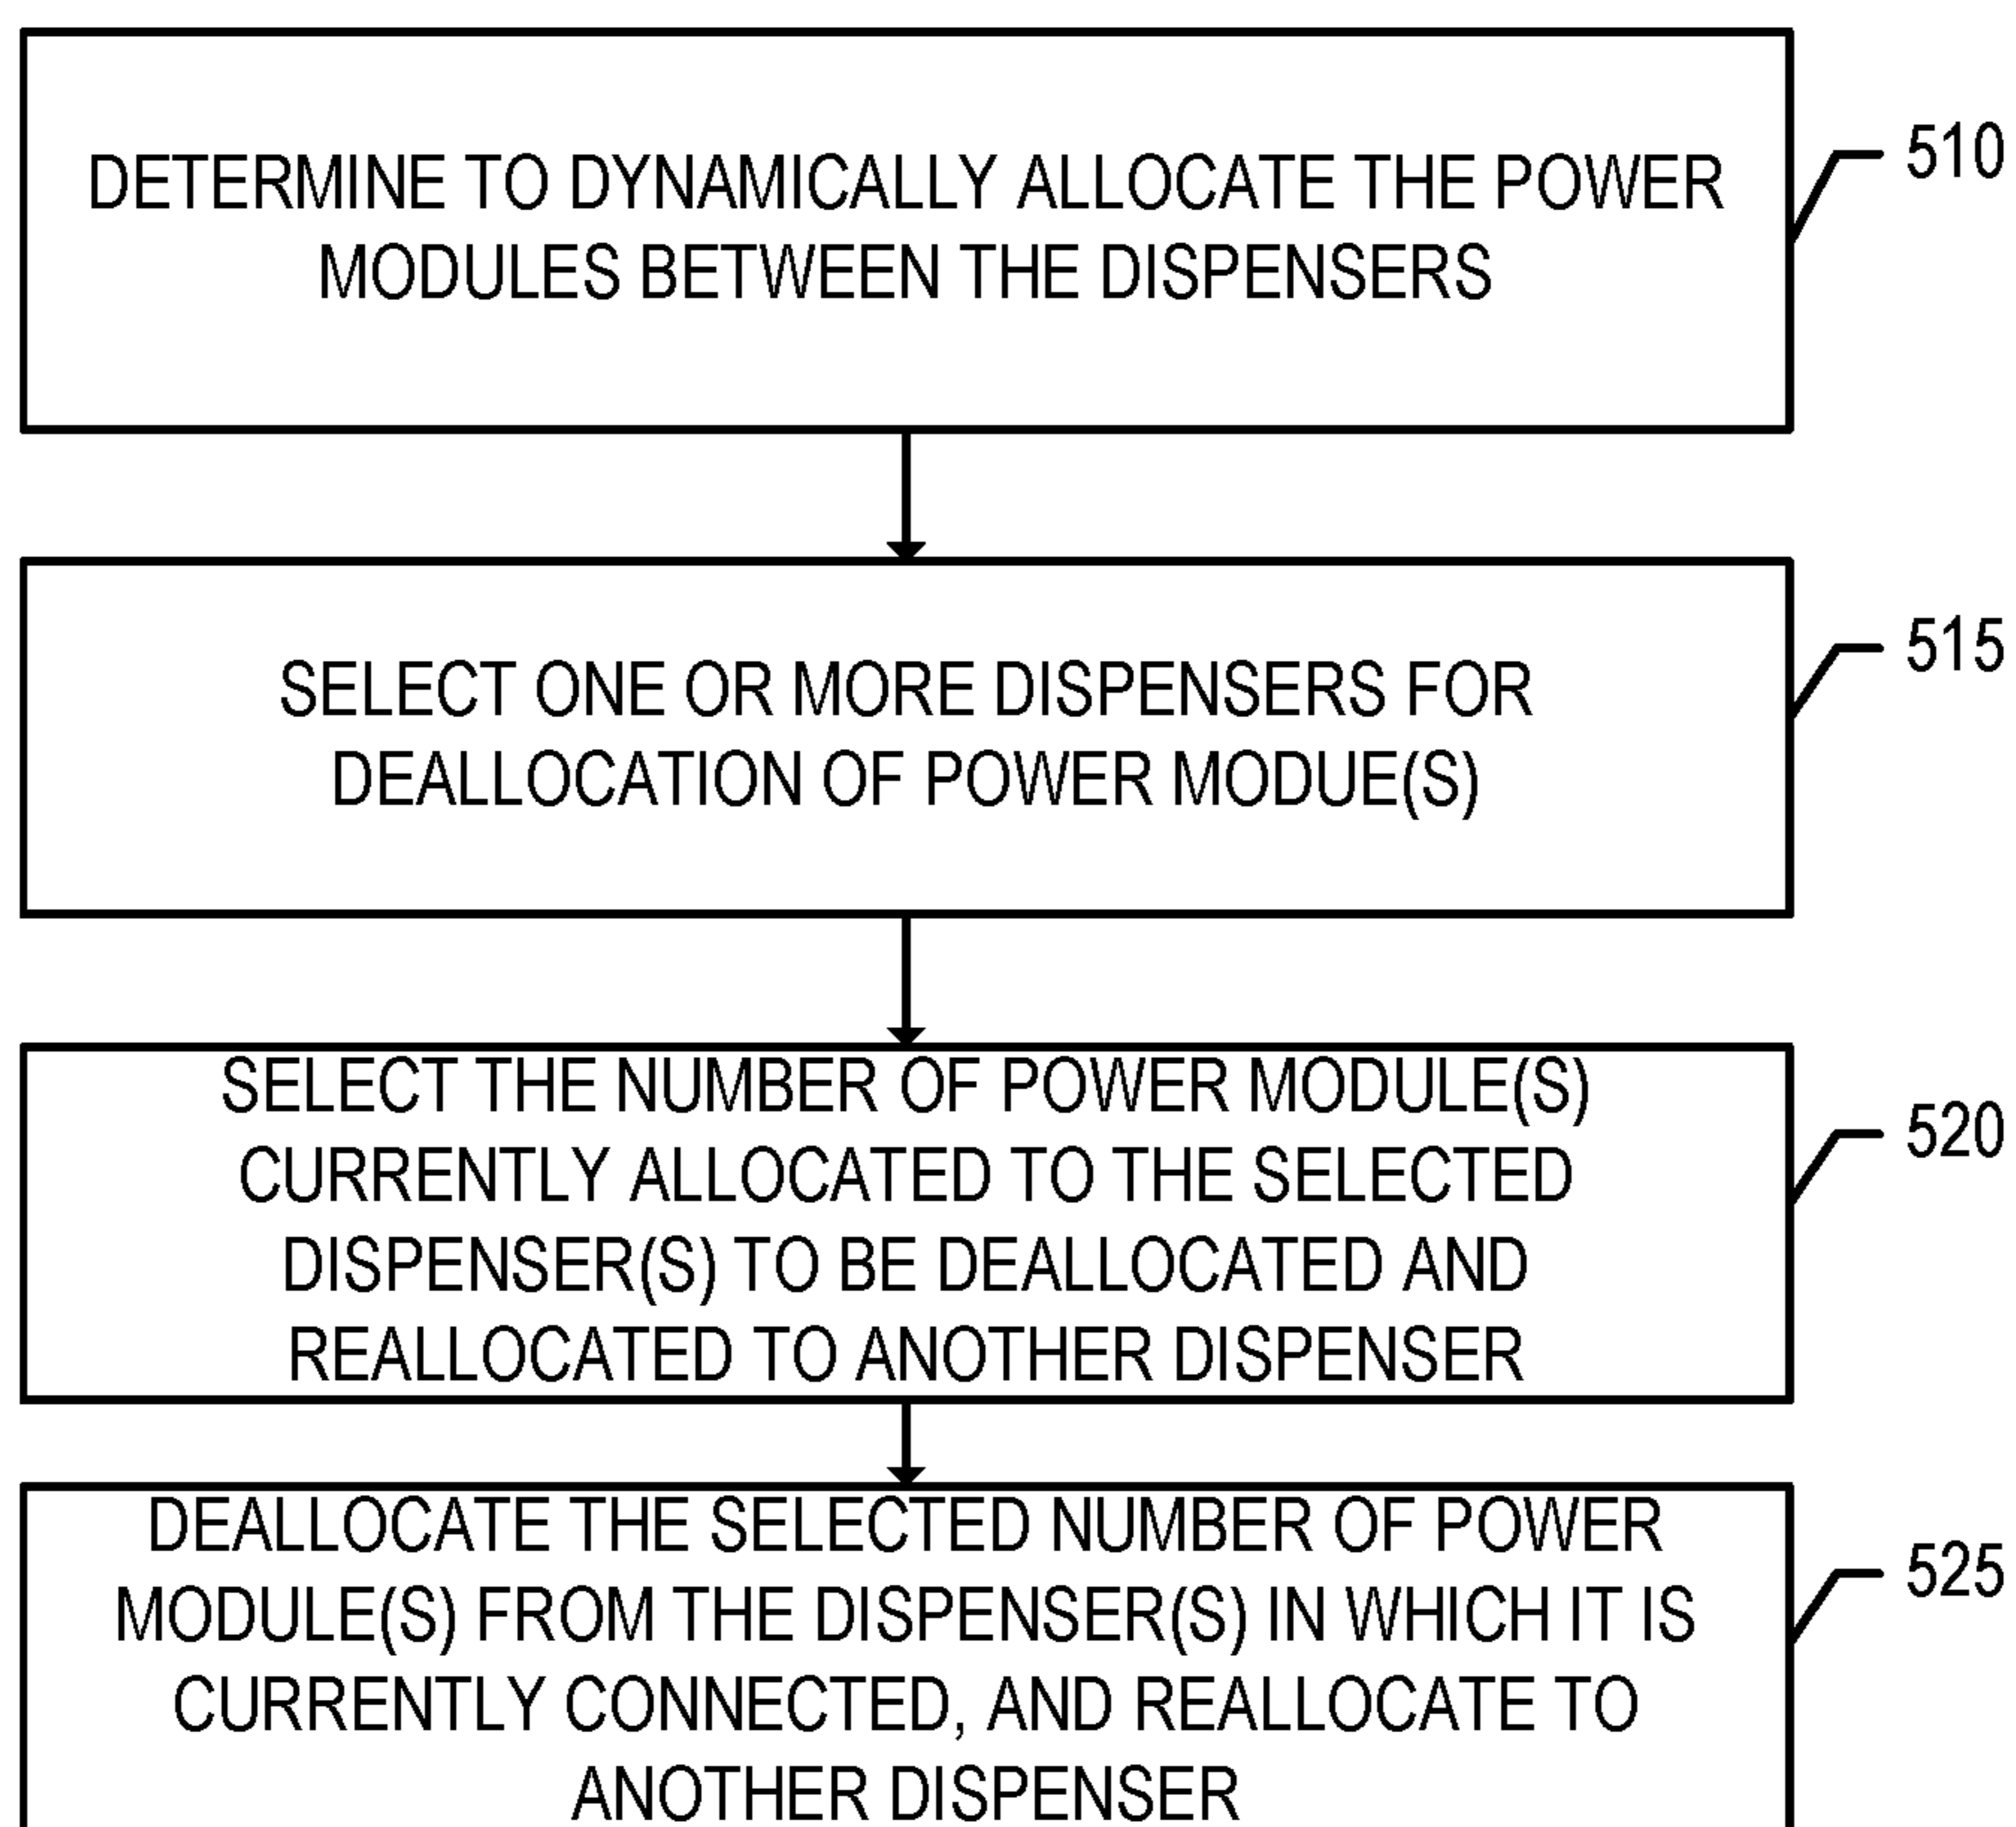 DETERMINE TO DYNAMICALLY ALLOCATE THE POWER
MODULES BETWEEN THE DISPENSERS
510
SELECT ONE OR MORE DISPENSERS FOR
DEALLOCATION OF POWER MODUE(S)
515
SELECT THE NUMBER OF POWER MODULE(S)
CURRENTLY ALLOCATED TO THE SELECTED
DISPENSER(S) TO BE DEALLOCATED AND
REALLOCATED TO ANOTHER DISPENSER
520
DEALLOCATE THE SELECTED NUMBER OF POWER
MODULE(S) FROM THE DISPENSER(S) IN WHICH IT IS
CURRENTLY CONNECTED, AND REALLOCATE TO
ANOTHER DISPENSER
525